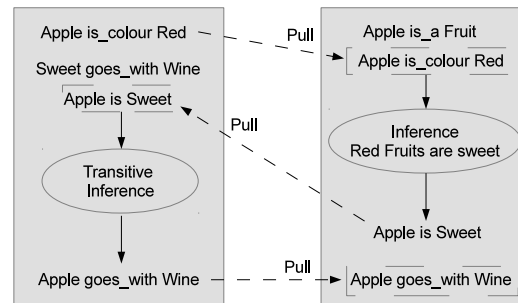 Apple is_colour Red
Sweet goes_with Wine
Apple is Sweet
Transitive
Inference
Apple goes_with Wine
Pull
Pull
Pull
Apple is_a Fruit
Apple is_colour Red
Inference
Red Fruits are sweet
Apple is Sweet
Apple goes_with Wine